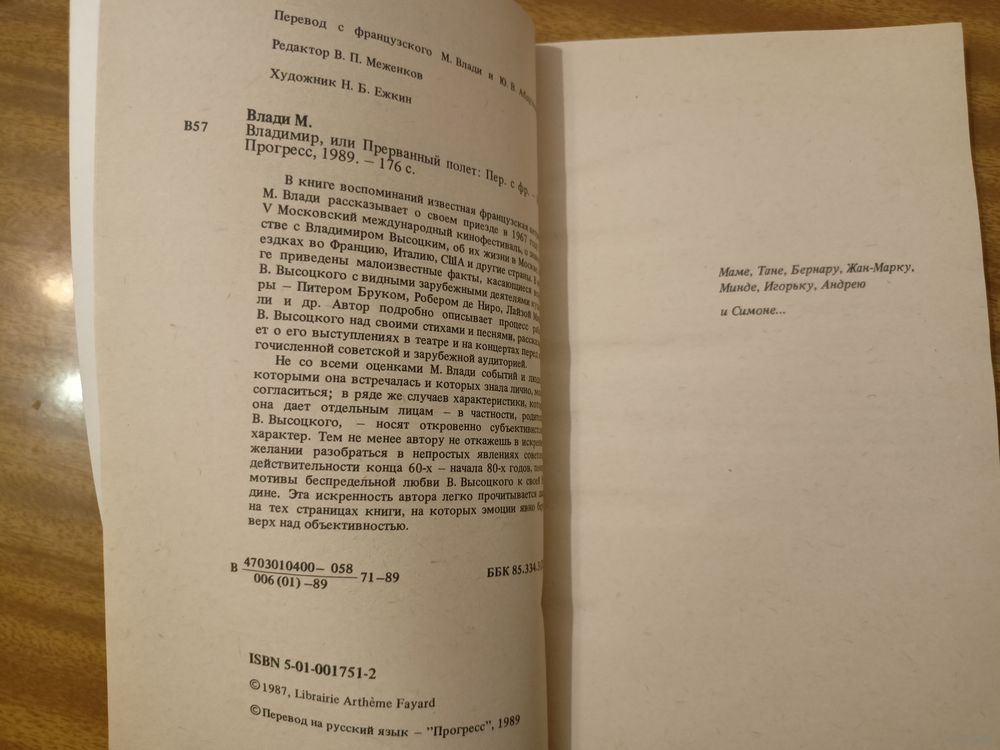 Перевод с французского М. Влади и Ю. В.
Редактор В. П. Меженков
Художник Н. Б. Ежкин
Влади М.
В57
Владимир, или Прерванный полет: Пер. с фр. –
Прогресс, 1989. – 176 с.
В книге воспоминаний известная французская
М. Влади рассказывает о своем приезде в 1967
V Московский международный кинофестиваль, о
стве с Владимиром Высоцким, об их жизни в Москве
ездках во Францию, Италию, США и другие страны. В
ге приведены малоизвестные факты, касающиеся
В. Высоцкого с видными зарубежными деятелями
ры – Питером Бруком, Робером де Ниро, Лайзой
ли и др. Автор подробно описывает процесс
В. Высоцкого над своими стихами и песнями,
ет о его выступлениях в театре и на концертах перед
гочисленной советской и зарубежной аудиторией.
Не со всеми оценками М. Влади событий и
которыми она встречалась и которых знала лично,
согласиться; в ряде же случаев характеристики,
она дает отдельным лицам – в частности,
В. Высоцкого, – носят откровенно
характер. Тем не менее автору не откажешь в
желании разобраться в непростых явлениях
действительности конца 60-х – начала 80-х годов,
мотивы беспредельной любви В. Высоцкого к своей
дине. Эта искренность автора легко прочитывается
на тех страницах книги, на которых эмоции явно
верх над объективностью.
В 4703010400– 058
006 (01) –89 71–89
ББК 85.334.
ISBN 5-01-001751-2
©1987, Librairie Arthème Fayard
©Перевод на русский язык – "Прогресс", 1989
Маме, Тане, Бернару, Жан-Марку,
Минде, Игорьку, Андрею
и Симоне...